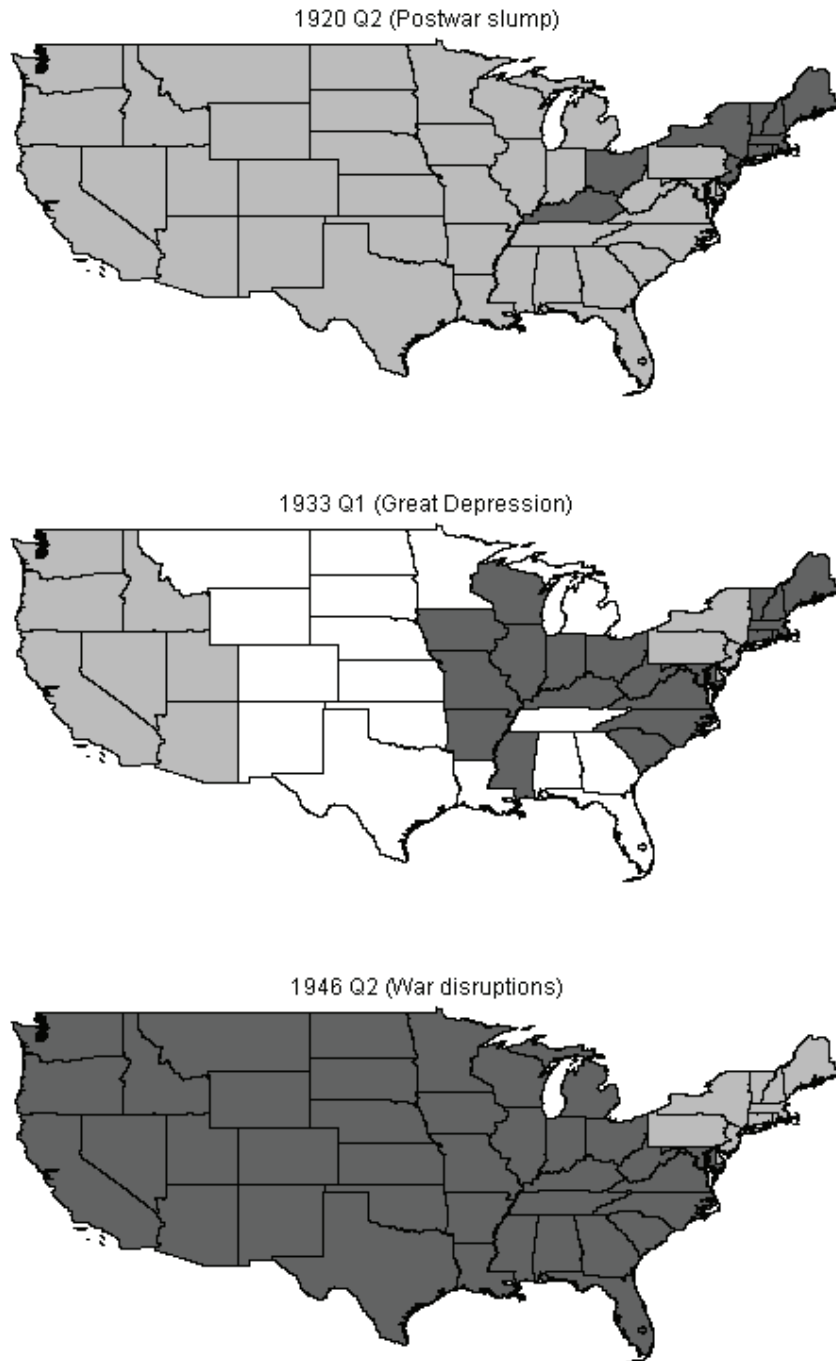 1920 Q2 (Postwar slump)
1933 Q1 (Great Depression)
1946 Q2 (War disruptions)